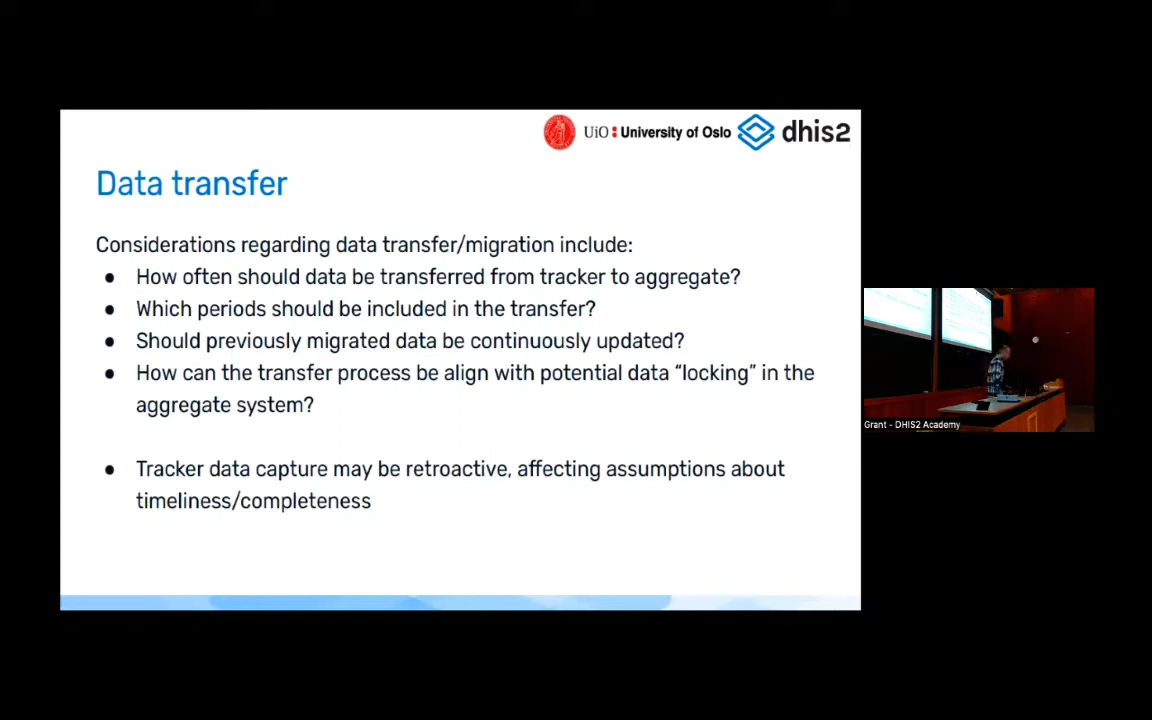 UiO: University of Oslo dhis2
Data transfer
Considerations regarding data transfer/migration include:
● How often should data be transferred from tracker to aggregate?
● Which periods should be included in the transfer?
● Should previously migrated data be continuously updated?
● How can the transfer process be align with potential data “locking” in the
aggregate system?
● Tracker data capture may be retroactive, affecting assumptions about
timeliness/completeness
Grant - DHIS2 Academy